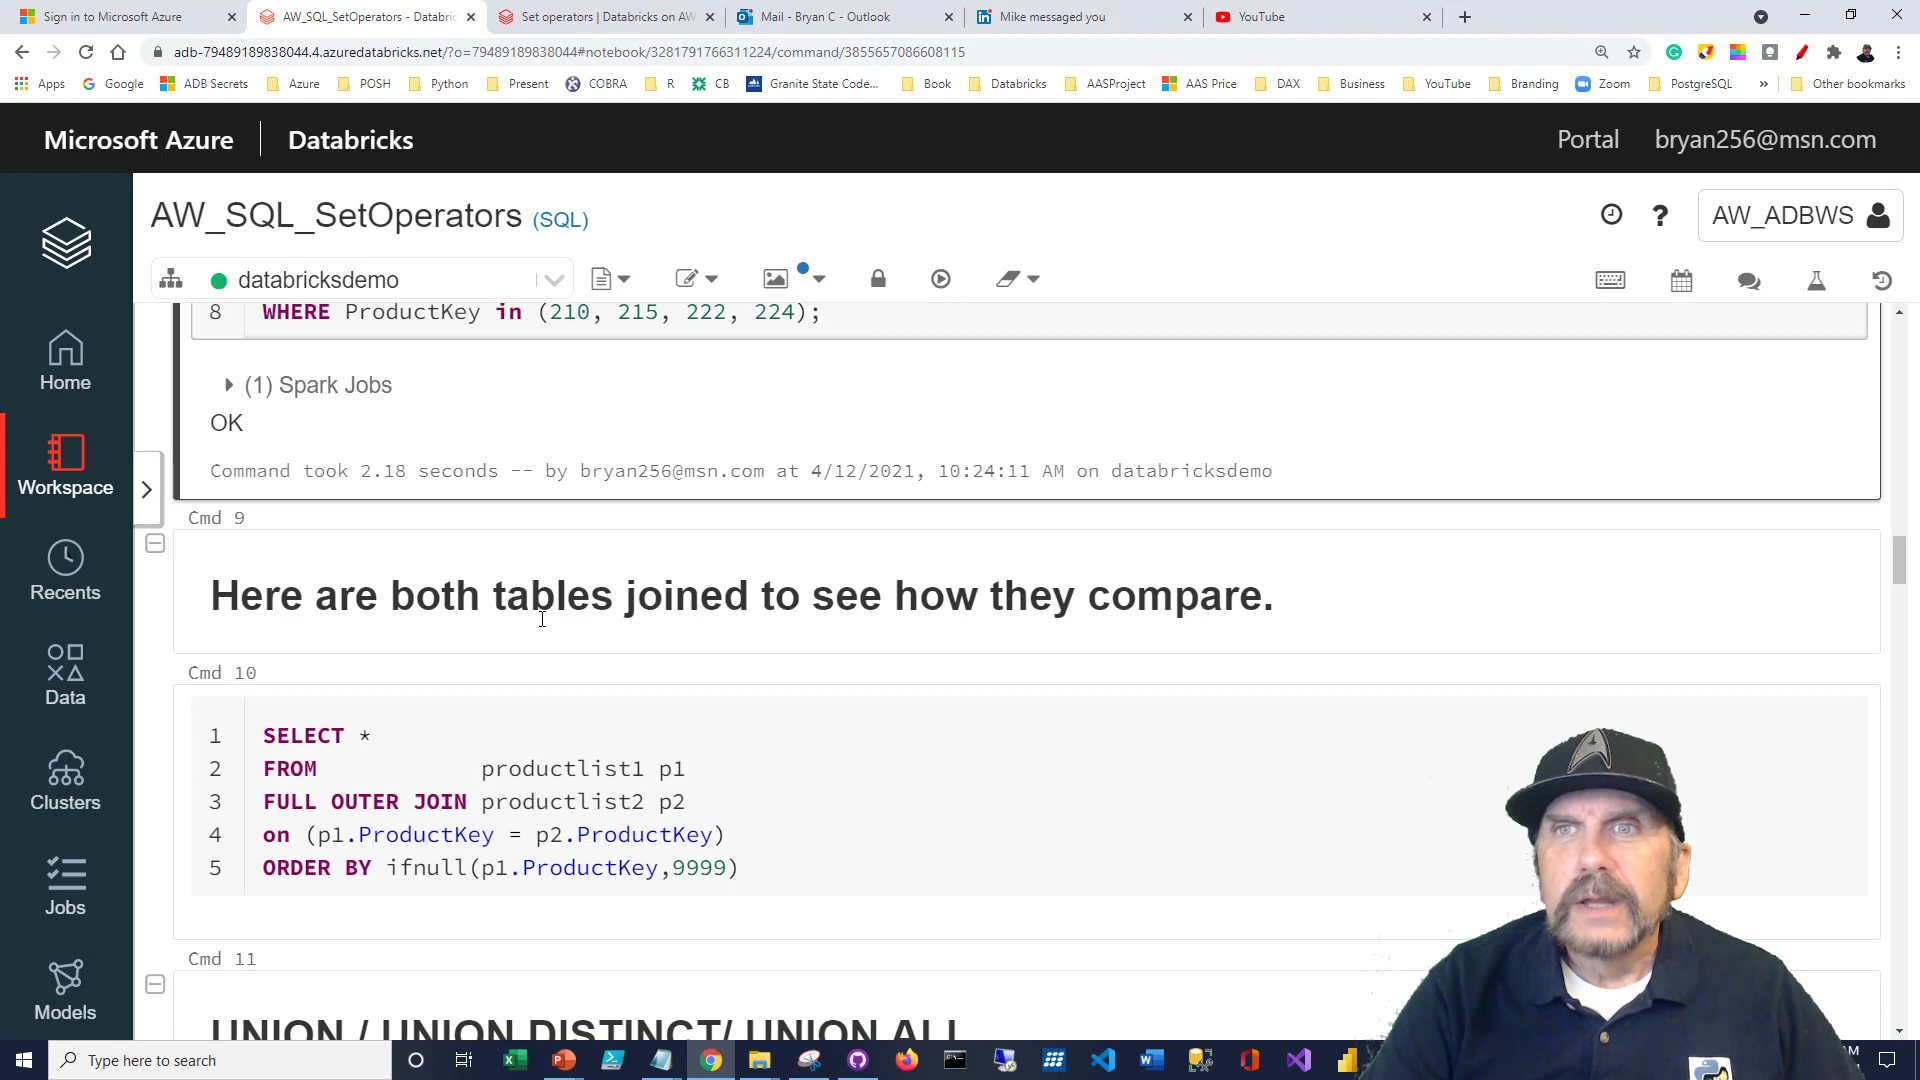 Sign in to Microsoft Azure
AW_SQL_SetOperators - Databric
Set operators | Databricks on AW
Mail - Bryan C - Outlook
Mike messaged you
YouTube
adb-79489189838044.4.azuredatabricks.net/?o=79489189838044#notebook/3281791766311224/command/3855657086608115
Apps
Google
ADB Secrets
Azure
POSH
Python
Present
COBRA
R
CB
Granite State Code...
Book
Databricks
AASProject
AAS Price
DAX
Business
YouTube
Branding
Zoom
PostgreSQL
»
Other bookmarks
Microsoft Azure
Databricks
Portal
bryan256@msn.com
AW_SQL_SetOperators (SQL)
? AW_ADBWS
databricksdemo
Home
Workspace
Recents
Data
Clusters
Jobs
Models
8 WHERE ProductKey in (210, 215, 222, 224);
(1) Spark Jobs
OK
Command took 2.18 seconds -- by bryan256@msn.com at 4/12/2021, 10:24:11 AM on databricksdemo
Cmd 9
Here are both tables joined to see how they compare.
Cmd 10
1 SELECT *
2 FROM productlist1 p1
3 FULL OUTER JOIN productlist2 p2
4 on (p1.ProductKey = p2.ProductKey)
5 ORDER BY ifnull(p1.ProductKey,9999)
Cmd 11
UNION / UNION DISTINCT/ UNION ALL
Type here to search